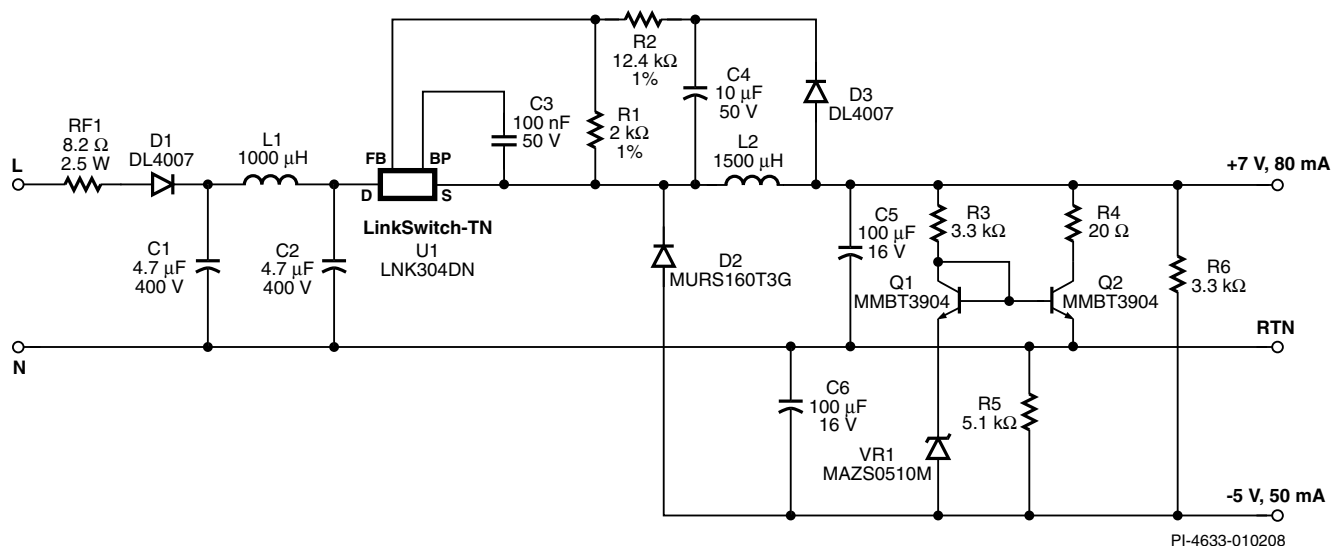 R2
12.4 kΩ
1%
C4
10 μF
50 V
D3
DL4007
C3
100 nF
50 V
R1
2 kΩ
1%
RF1
8.2 Ω
2.5 W
D1
DL4007
L1
1000 μH
L2
1500 μH
L
FB
BP
D
S
+7 V, 80 mA
LinkSwitch-TN
U1
LNK304DN
C1
4.7 μF
400 V
C2
4.7 μF
400 V
D2
MURS160T3G
C5
100 μF
16 V
R3
3.3 kΩ
R4
20 Ω
Q1
MMBT3904
Q2
MMBT3904
R6
3.3 kΩ
N
RTN
C6
100 μF
16 V
VR1
MAZS0510M
R5
5.1 kΩ
-5 V, 50 mA
PI-4633-010208